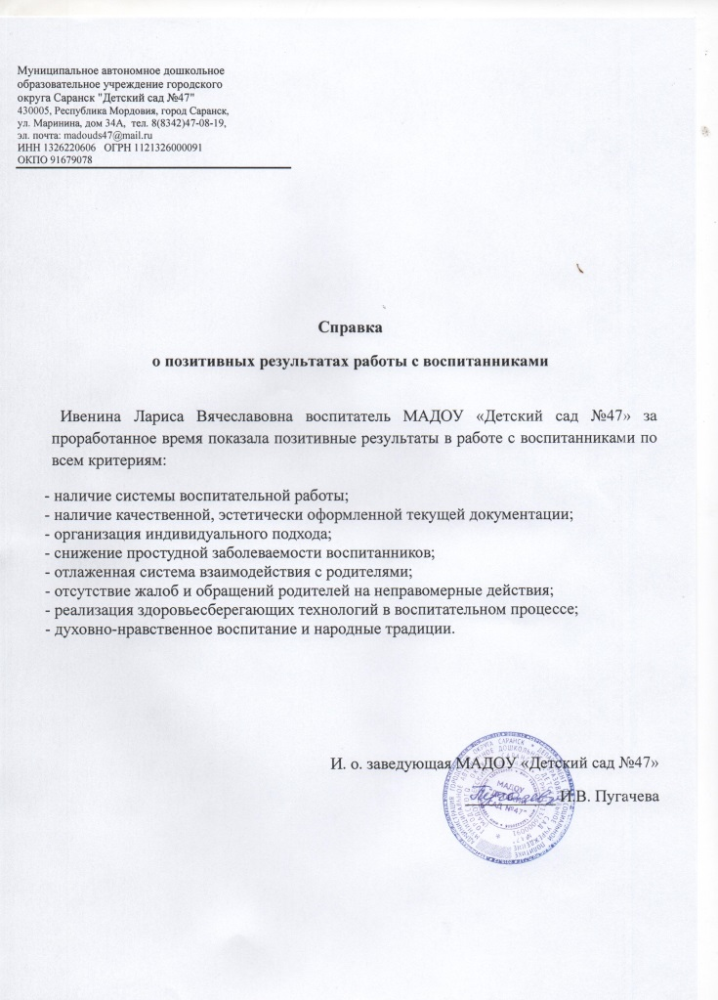 Муниципальное автономное дошкольное
образовательное учреждение городского
округа Саранск "Детский сад №47"
430005, Республика Мордовия, город Саранск,
ул. Маринина, дом 34А, тел. 8(8342)47-08-19,
эл. почта: madouds47@mail.ru
ИНН 1326220606 ОГРН 1121326000091
ОКПО 91679078
Справка
о позитивных результатах работы с воспитанниками
Ивенина Лариса Вячеславовна воспитатель МАДОУ «Детский сад №47» за
проработанное время показала позитивные результаты в работе с воспитанниками по
всем критериям:
- наличие системы воспитательной работы;
- наличие качественной, эстетически оформленной текущей документации;
- организация индивидуального подхода;
- снижение простудной заболеваемости воспитанников;
- отлаженная система взаимодействия с родителями;
- отсутствие жалоб и обращений родителей на неправомерные действия;
- реализация здоровьесберегающих технологий в воспитательном процессе;
- духовно-нравственное воспитание и народные традиции.
И. о. заведующая МАДОУ «Детский сад №47»
И.В. Пугачева
МАДОУ
САД №47"